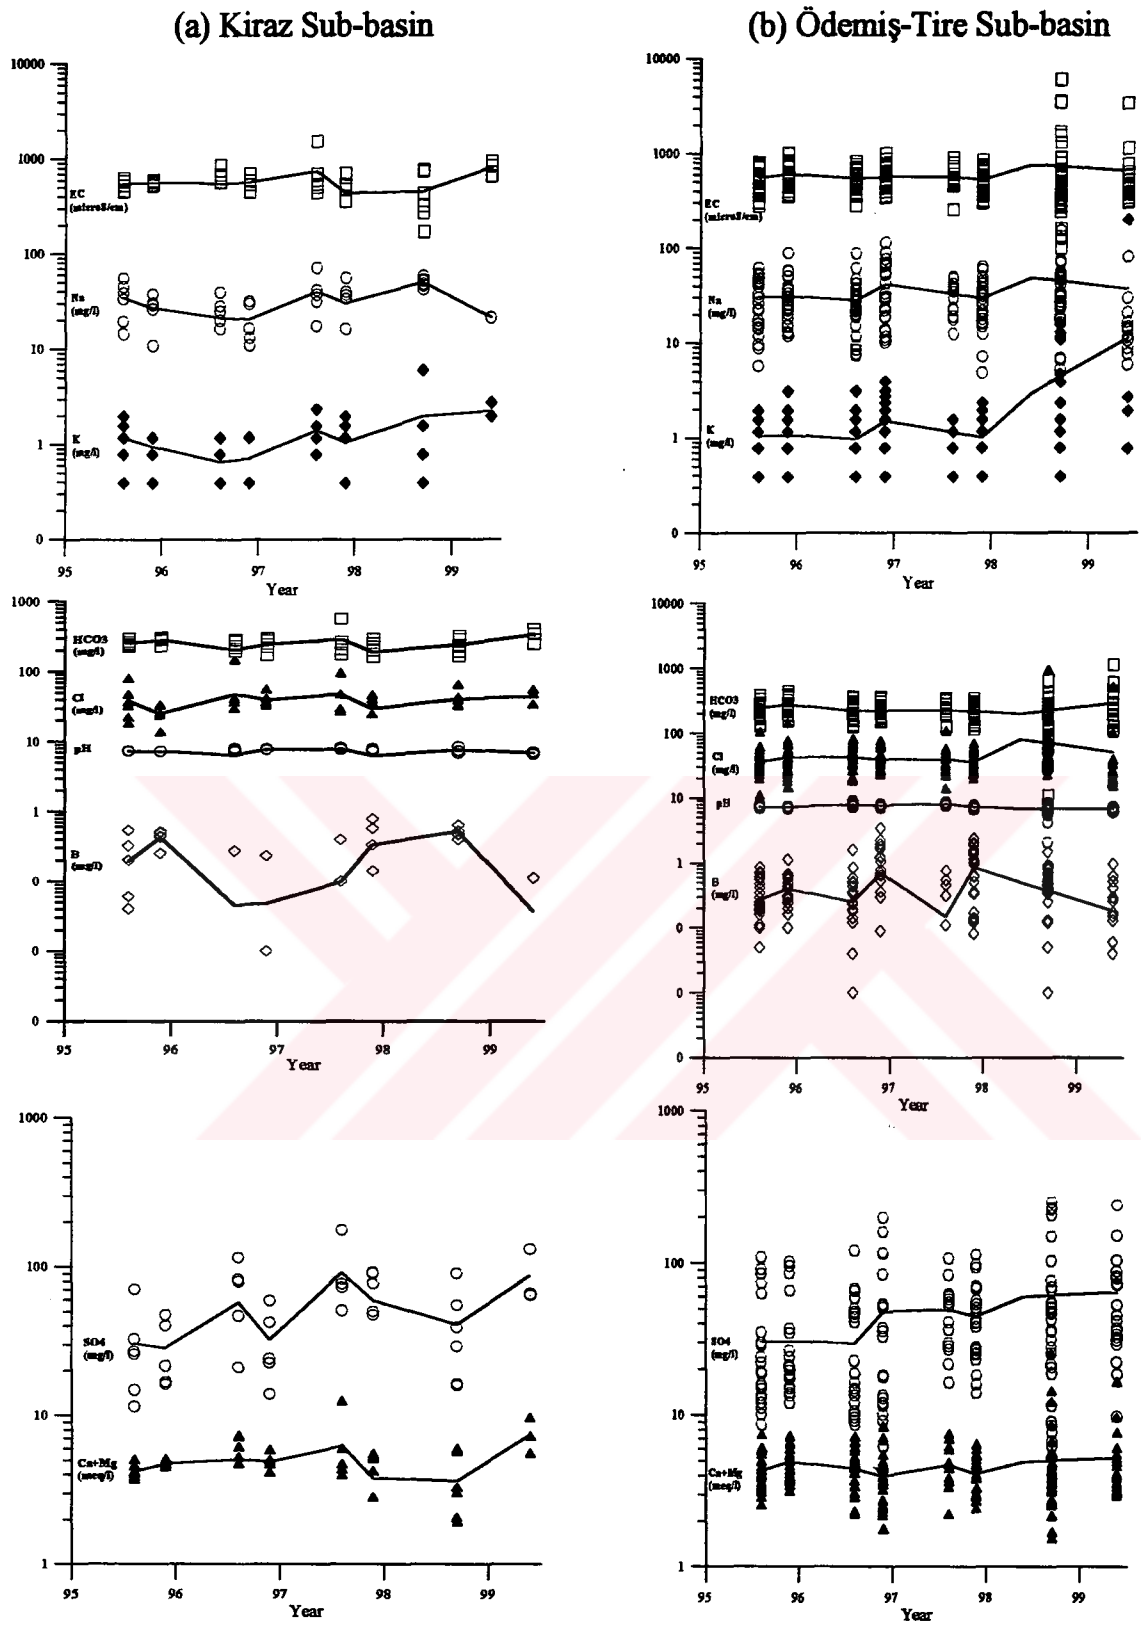 (a) Kiraz Sub-basin
(b) Ödemiş-Tire Sub-basin
10000
1000
EC
(microS/cm)
100
Na
(mg/l)
10
1
K
(mg/l)
0
95 96 97 98 99
Year
10000
1000
EC
(microS/cm)
100
Na
(mg/l)
10
1
K
(mg/l)
0
95 96 97 98 99
Year
1000
HCO3
(mg/l)
100
Cl
(mg/l)
10
pH
1
B
(mg/l)
0
0
0
95 96 97 98 99
Year
10000
1000
HCO3
(mg/l)
100
Cl
(mg/l)
10
pH
1
B
(mg/l)
0
0
0
95 96 97 98 99
Year
1000
100
SO4
(mg/l)
10
Ca+Mg
(meq/l)
1
95 96 97 98 99
Year
1000
100
SO4
(mg/l)
10
Ca+Mg
(meq/l)
1
95 96 97 98 99
Year